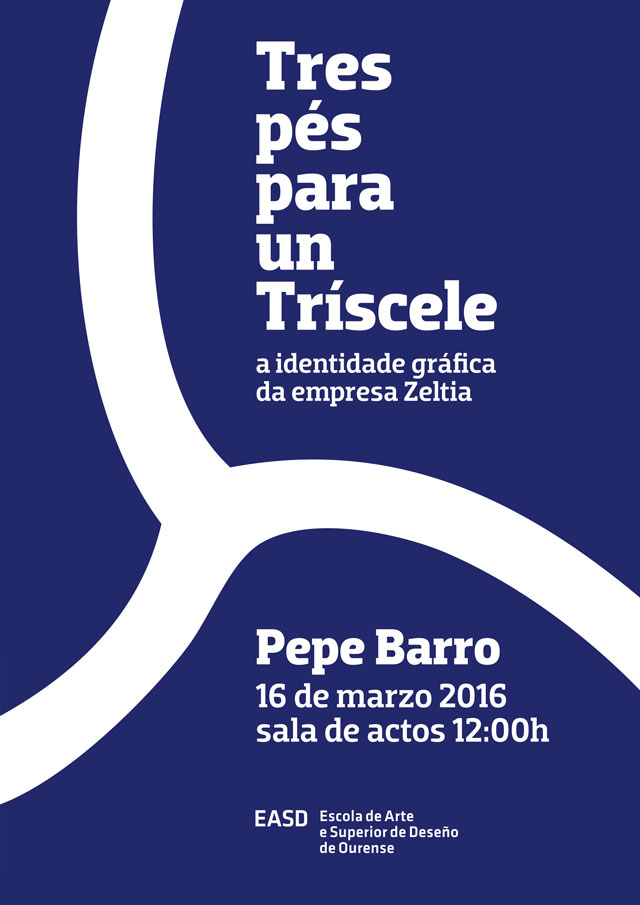 Tres
pés
para
un
Tríscele
a identidade gráfica
da empresa Zeltia
Pepe Barro
16 de marzo 2016
sala de actos 12:00h
EASD
Escola de Arte
e Superior de Deseño
de Ourense